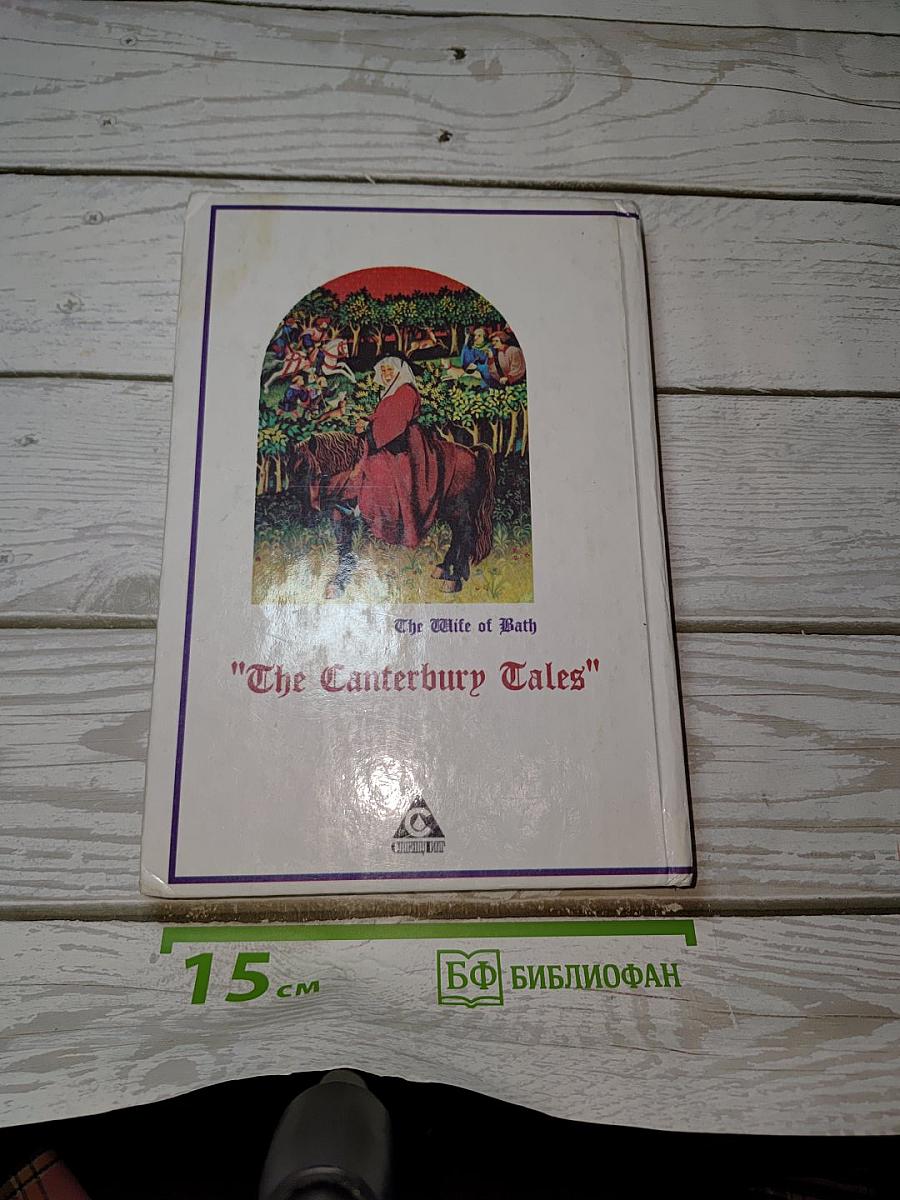 The Wife of Bath
"The Canterbury Tales"
15 см
БФ БИБЛИОФАН